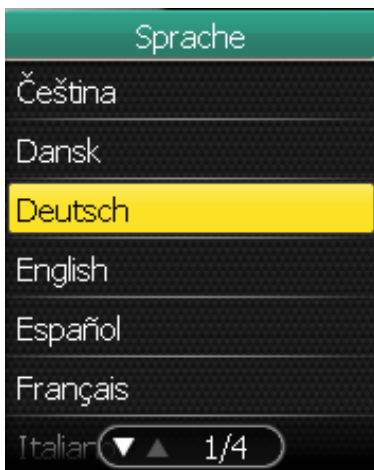 Sprache
Čeština
Dansk
Deutsch
English
Español
Français
1/4